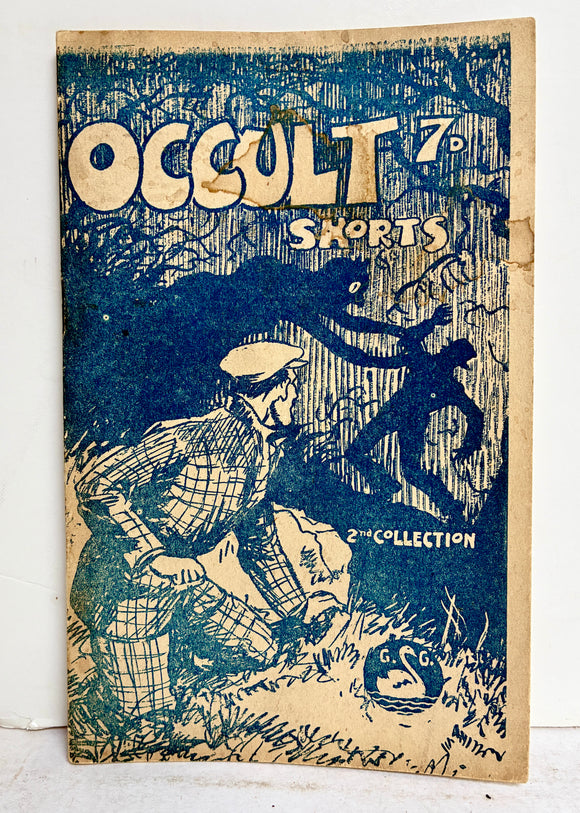 OCCULT 7D
SHORTS
2nd COLLECTION
G. G.